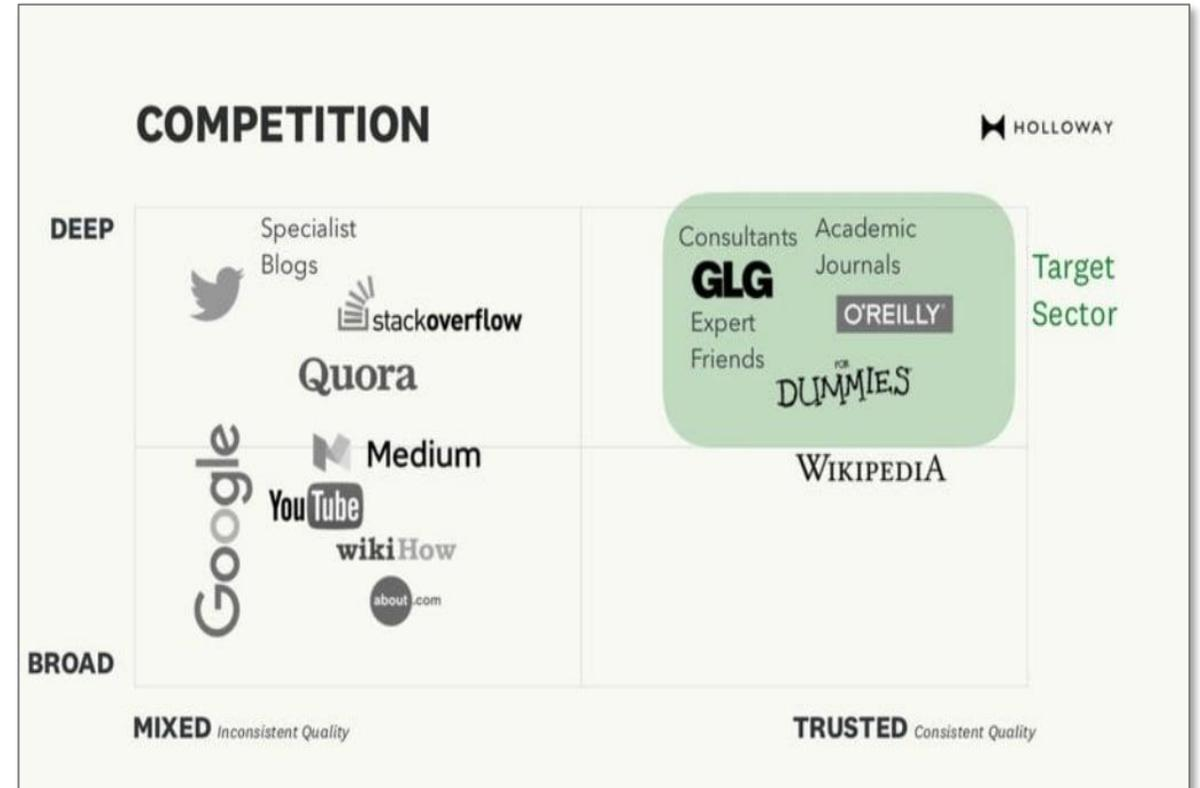 COMPETITION
HOLLOWAY
DEEP
Specialist
Blogs
stackoverflow
Quora
Consultants
GLG
Expert
Friends
Academic
Journals
O'REILLY
FOR
DUMMIES
Target
Sector
Google
Medium
YouTube
wikiHow
about.com
WIKIPEDIA
BROAD
MIXED Inconsistent Quality
TRUSTED Consistent Quality